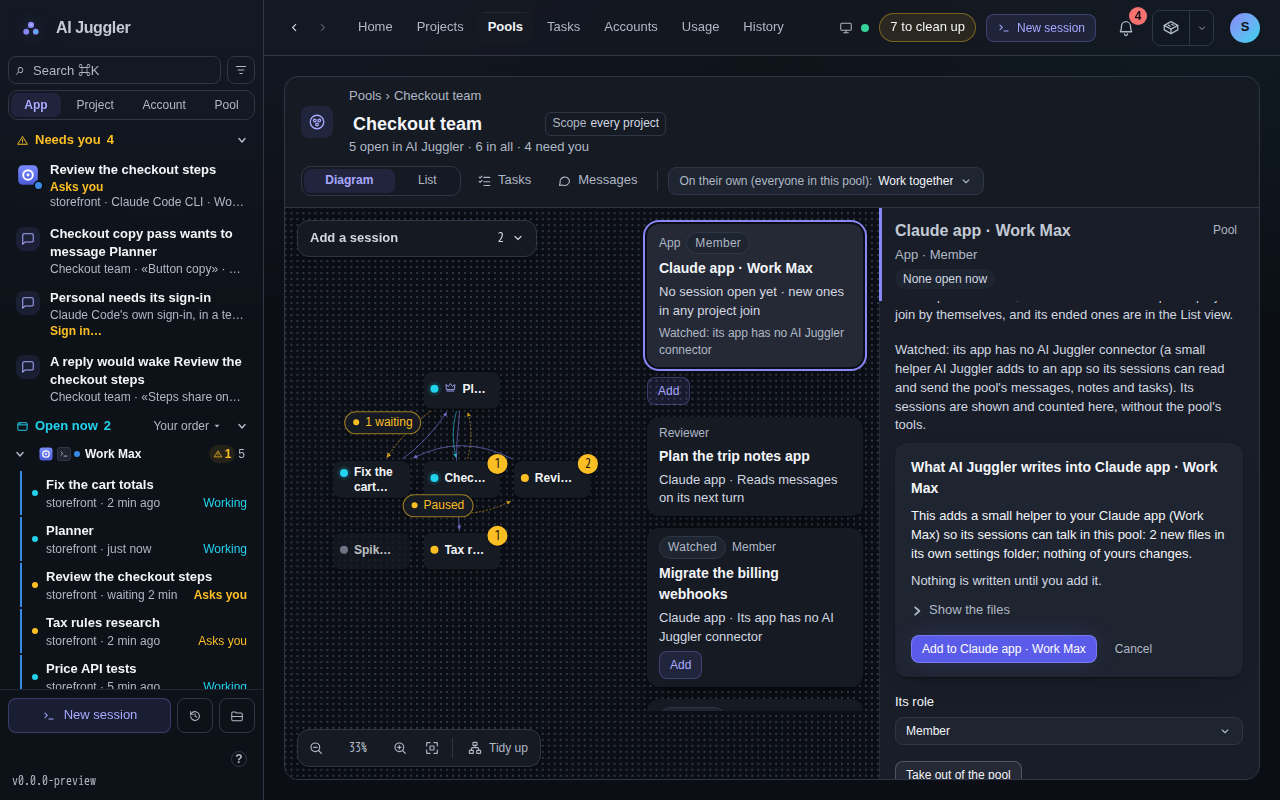 AI Juggler
Search ⌘K
App
Project
Account
Pool
Needs you 4
Review the checkout steps
Asks you
storefront · Claude Code CLI · Wo…
Checkout copy pass wants to
message Planner
Checkout team · «Button copy» · …
Personal needs its sign-in
Claude Code's own sign-in, in a te…
Sign in…
A reply would wake Review the
checkout steps
Checkout team · «Steps share on…
Open now 2
Your order
Work Max
1
5
Fix the cart totals
storefront · 2 min ago
Working
Planner
storefront · just now
Working
Review the checkout steps
storefront · waiting 2 min
Asks you
Tax rules research
storefront · 2 min ago
Asks you
Price API tests
storefront · 5 min ago
Working
New session
?
v0.0.0-preview
Home
Projects
Pools
Tasks
Accounts
Usage
History
7 to clean up
New session
4
S
Pools › Checkout team
Checkout team
Scope every project
5 open in AI Juggler · 6 in all · 4 need you
Diagram
List
Tasks
Messages
On their own (everyone in this pool): Work together
Add a session
2
Pl…
1 waiting
Fix the
cart…
Chec…
1
Revi…
2
Paused
Spik…
Tax r…
1
33%
Tidy up
App
Member
Claude app · Work Max
No session open yet · new ones
in any project join
Watched: its app has no AI Juggler
connector
Add
Reviewer
Plan the trip notes app
Claude app · Reads messages
on its next turn
Watched
Member
Migrate the billing
webhooks
Claude app · Its app has no AI
Juggler connector
Add
Claude app · Work Max
Pool
App · Member
None open now
join by themselves, and its ended ones are in the List view.
Watched: its app has no AI Juggler connector (a small
helper AI Juggler adds to an app so its sessions can read
and send the pool's messages, notes and tasks). Its
sessions are shown and counted here, without the pool's
tools.
What AI Juggler writes into Claude app · Work
Max
This adds a small helper to your Claude app (Work
Max) so its sessions can talk in this pool: 2 new files in
its own settings folder; nothing of yours changes.
Nothing is written until you add it.
Show the files
Add to Claude app · Work Max
Cancel
Its role
Member
Take out of the pool